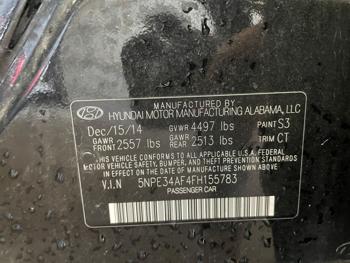 MANUFACTURED BY
HYUNDAI MOTOR MANUFACTURING ALABAMA, LLC
Dec/15/14 GVWR 4497 lbs PAINT S3
GAWR FRONT 2557 lbs GAWR REAR 2513 lbs TRIM CT
THIS VEHICLE CONFORMS TO ALL APPLICABLE FEDERAL
MOTOR VEHICLE SAFETY, BUMPER, AND THEFT PREVENTION
STANDARDS IN EFFECT ON THE DATE OF MANUFACTURE SHOWN ABOVE.
V.I.N 5NPE34AF4FH155783
PASSENGER CAR